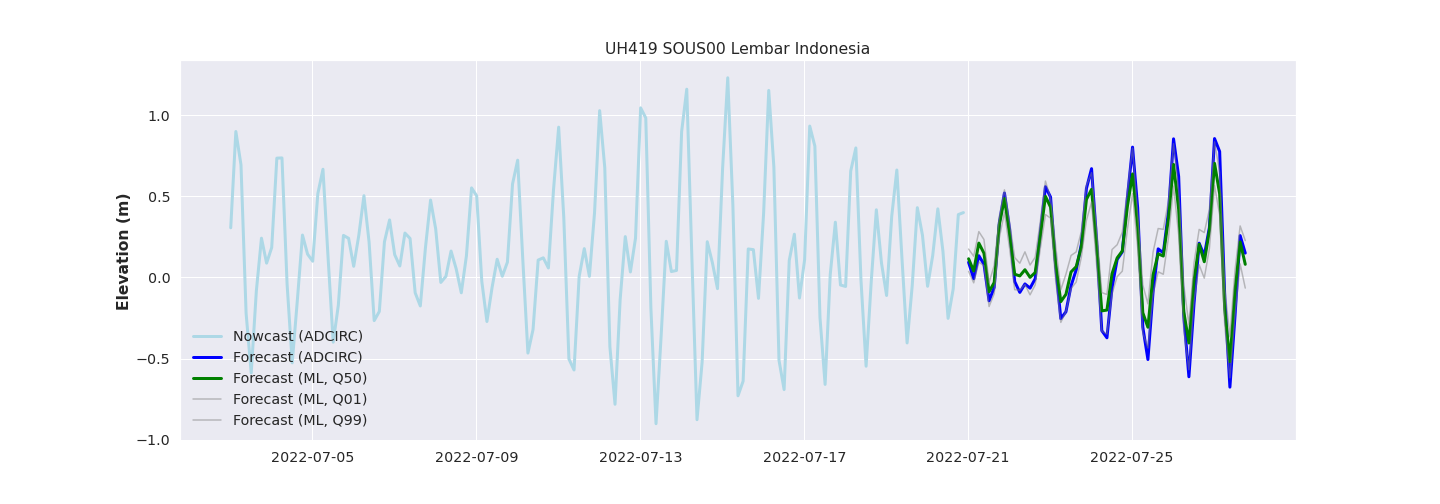 UH419 SOUS00 Lembar Indonesia
Elevation (m)
1.0
0.5
0.0
−0.5
−1.0
Nowcast (ADCIRC)
Forecast (ADCIRC)
Forecast (ML, Q50)
Forecast (ML, Q01)
Forecast (ML, Q99)
2022-07-05 2022-07-09 2022-07-13 2022-07-17 2022-07-21 2022-07-25